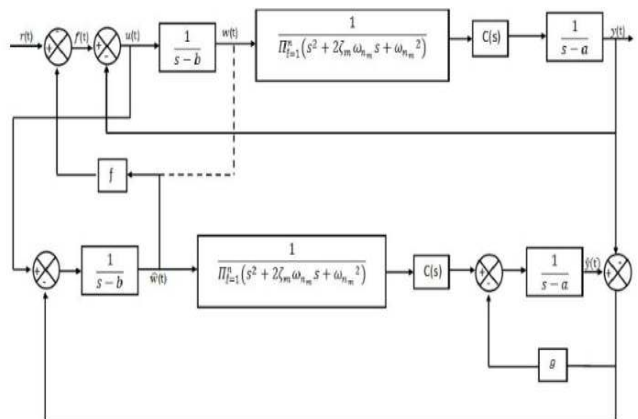 r(t) f(t) u(t) 1/(s − b) w(t) 1/(Π_{i=1}^{n}(s² + 2ζ_m ω_{n_m} s + ω_{n_m}²)) C(s) 1/(s − a) y(t)
+ - + -
f
+ - 1/(s − b) ŵ(t) 1/(Π_{i=1}^{n}(s² + 2ζ_m ω_{n_m} s + ω_{n_m}²)) C(s) + - 1/(s − a) ŷ(t) + -
g